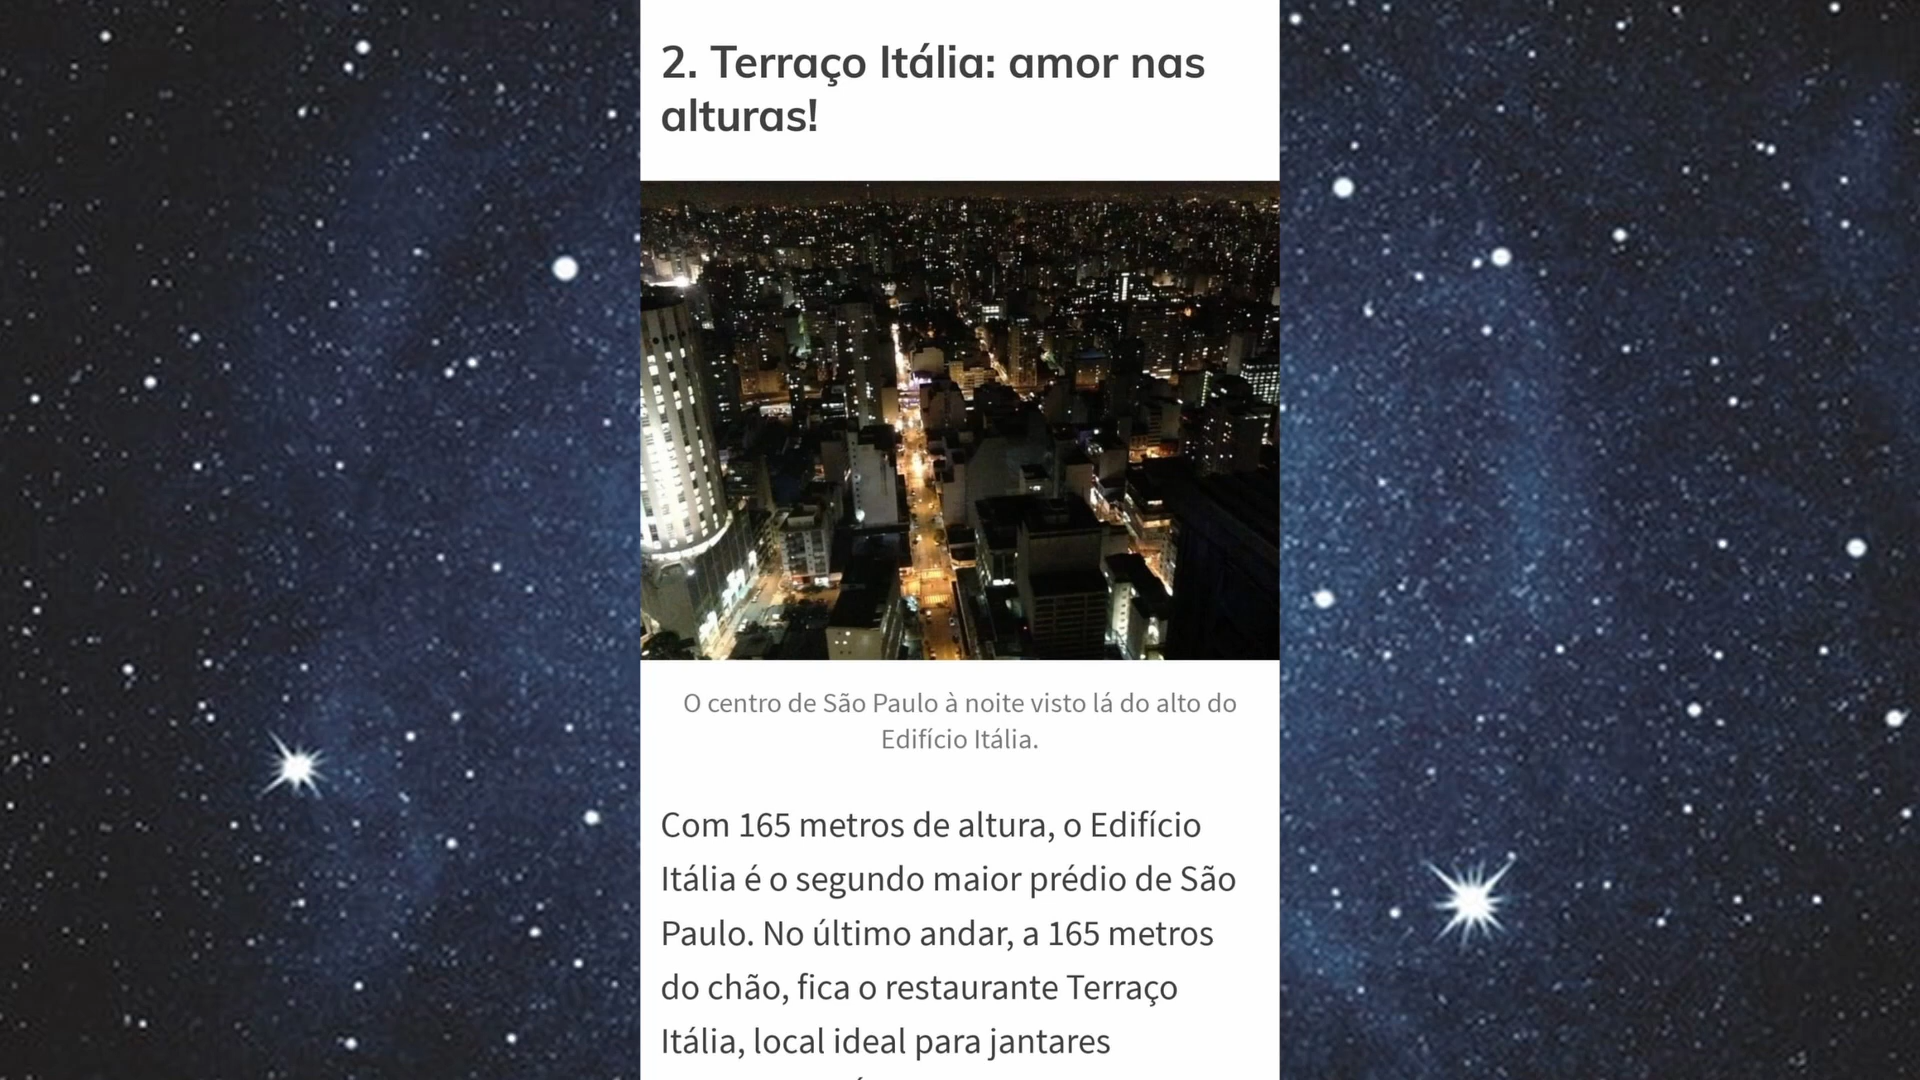 2. Terraço Itália: amor nas
alturas!
O centro de São Paulo à noite visto lá do alto do
Edifício Itália.
Com 165 metros de altura, o Edifício
Itália é o segundo maior prédio de São
Paulo. No último andar, a 165 metros
do chão, fica o restaurante Terraço
Itália, local ideal para jantares